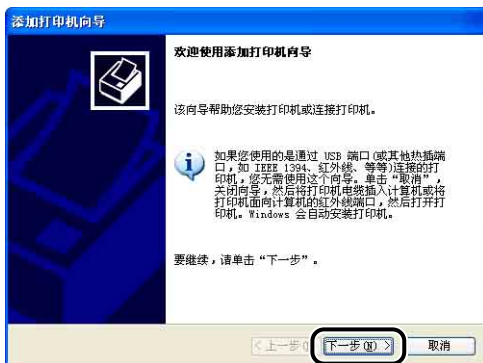 添加打印机向导
欢迎使用添加打印机向导
该向导帮助您安装打印机或连接打印机。
如果您使用的是通过 USB 端口(或其他热插端
口，如 IEEE 1394、红外线、等等)连接的打
印机，您无需使用这个向导。单击“取消”，
关闭向导，然后将打印机电缆插入计算机或将
打印机面向计算机的红外线端口，然后打开打
印机。Windows 会自动安装打印机。
要继续，请单击“下一步”。
<上一步 下一步(N) > 取消